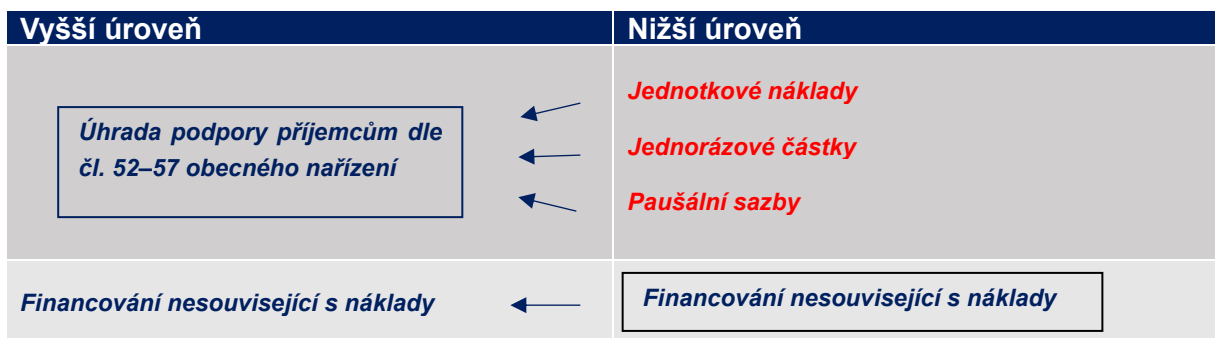 Vyšší úroveň
Nižší úroveň
Úhrada podpory příjemcům dle
čl. 52–57 obecného nařízení
Jednotkové náklady
Jednorázové částky
Paušální sazby
Financování nesouvisející s náklady
Financování nesouvisející s náklady